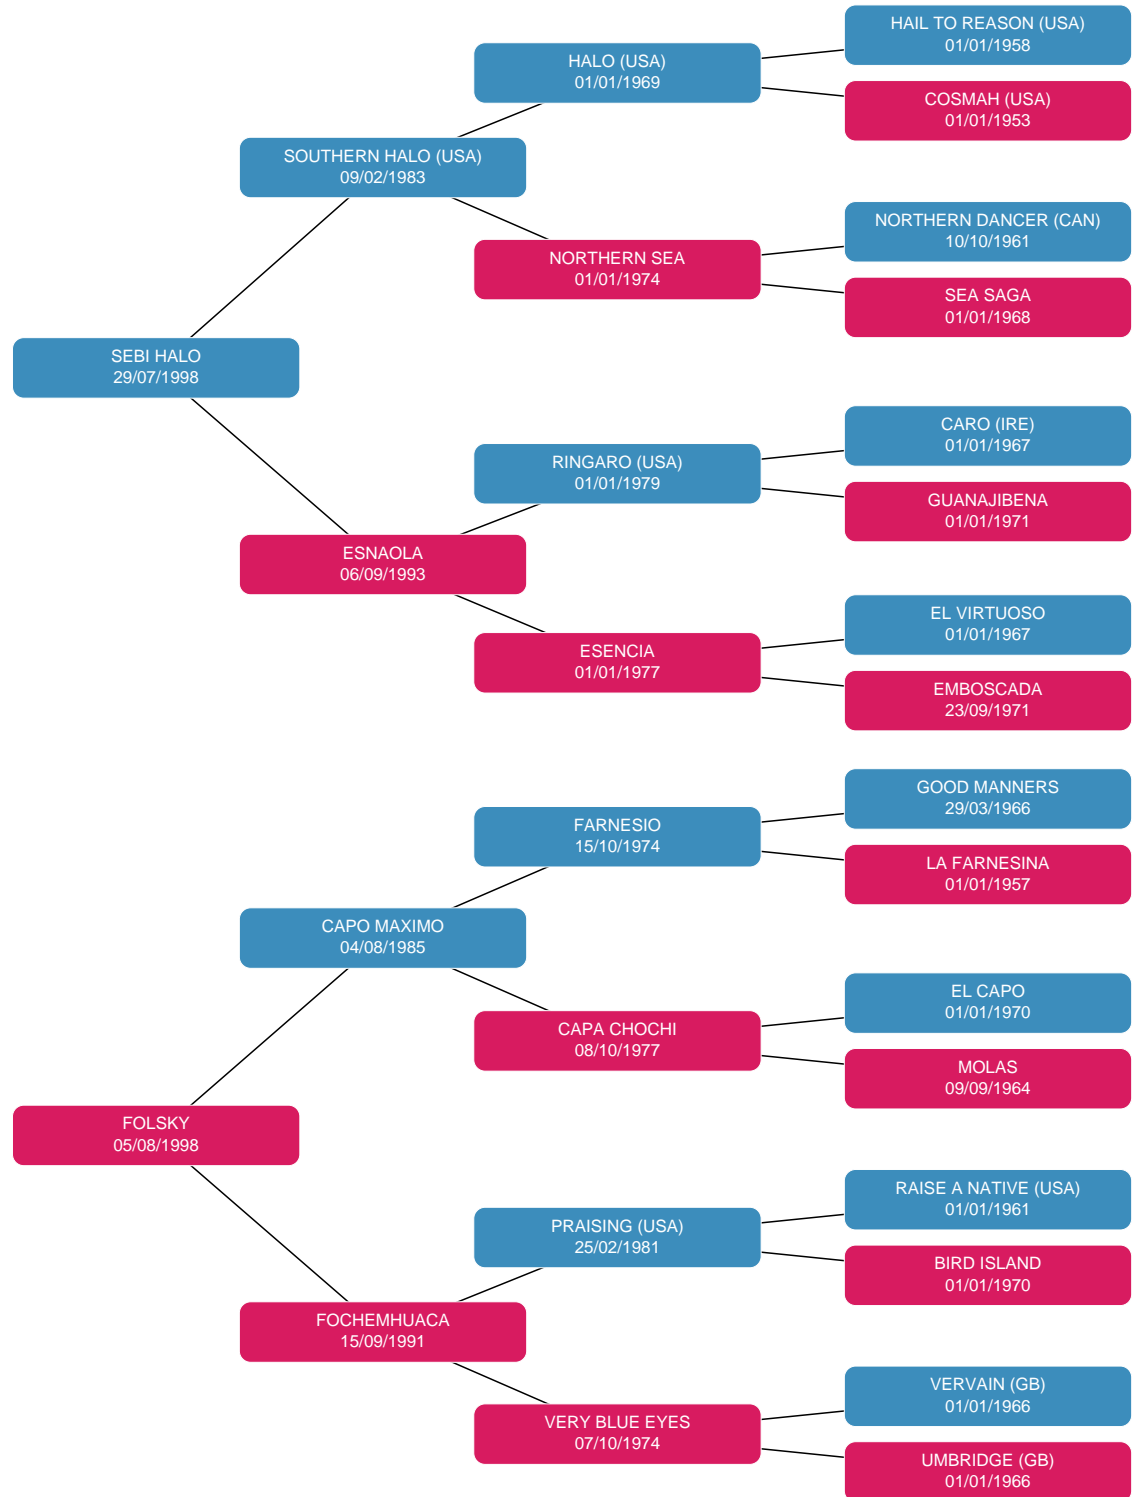 HAIL TO REASON (USA)
01/01/1958
HALO (USA)
01/01/1969
COSMAH (USA)
01/01/1953
SOUTHERN HALO (USA)
09/02/1983
NORTHERN DANCER (CAN)
10/10/1961
NORTHERN SEA
01/01/1974
SEA SAGA
01/01/1968
SEBI HALO
29/07/1998
CARO (IRE)
01/01/1967
RINGARO (USA)
01/01/1979
GUANAJIBENA
01/01/1971
ESNAOLA
06/09/1993
EL VIRTUOSO
01/01/1967
ESENCIA
01/01/1977
EMBOSCADA
23/09/1971
GOOD MANNERS
29/03/1966
FARNESIO
15/10/1974
LA FARNESINA
01/01/1957
CAPO MAXIMO
04/08/1985
EL CAPO
01/01/1970
CAPA CHOCHI
08/10/1977
MOLAS
09/09/1964
FOLSKY
05/08/1998
RAISE A NATIVE (USA)
01/01/1961
PRAISING (USA)
25/02/1981
BIRD ISLAND
01/01/1970
FOCHEMHUACA
15/09/1991
VERVAIN (GB)
01/01/1966
VERY BLUE EYES
07/10/1974
UMBRIDGE (GB)
01/01/1966